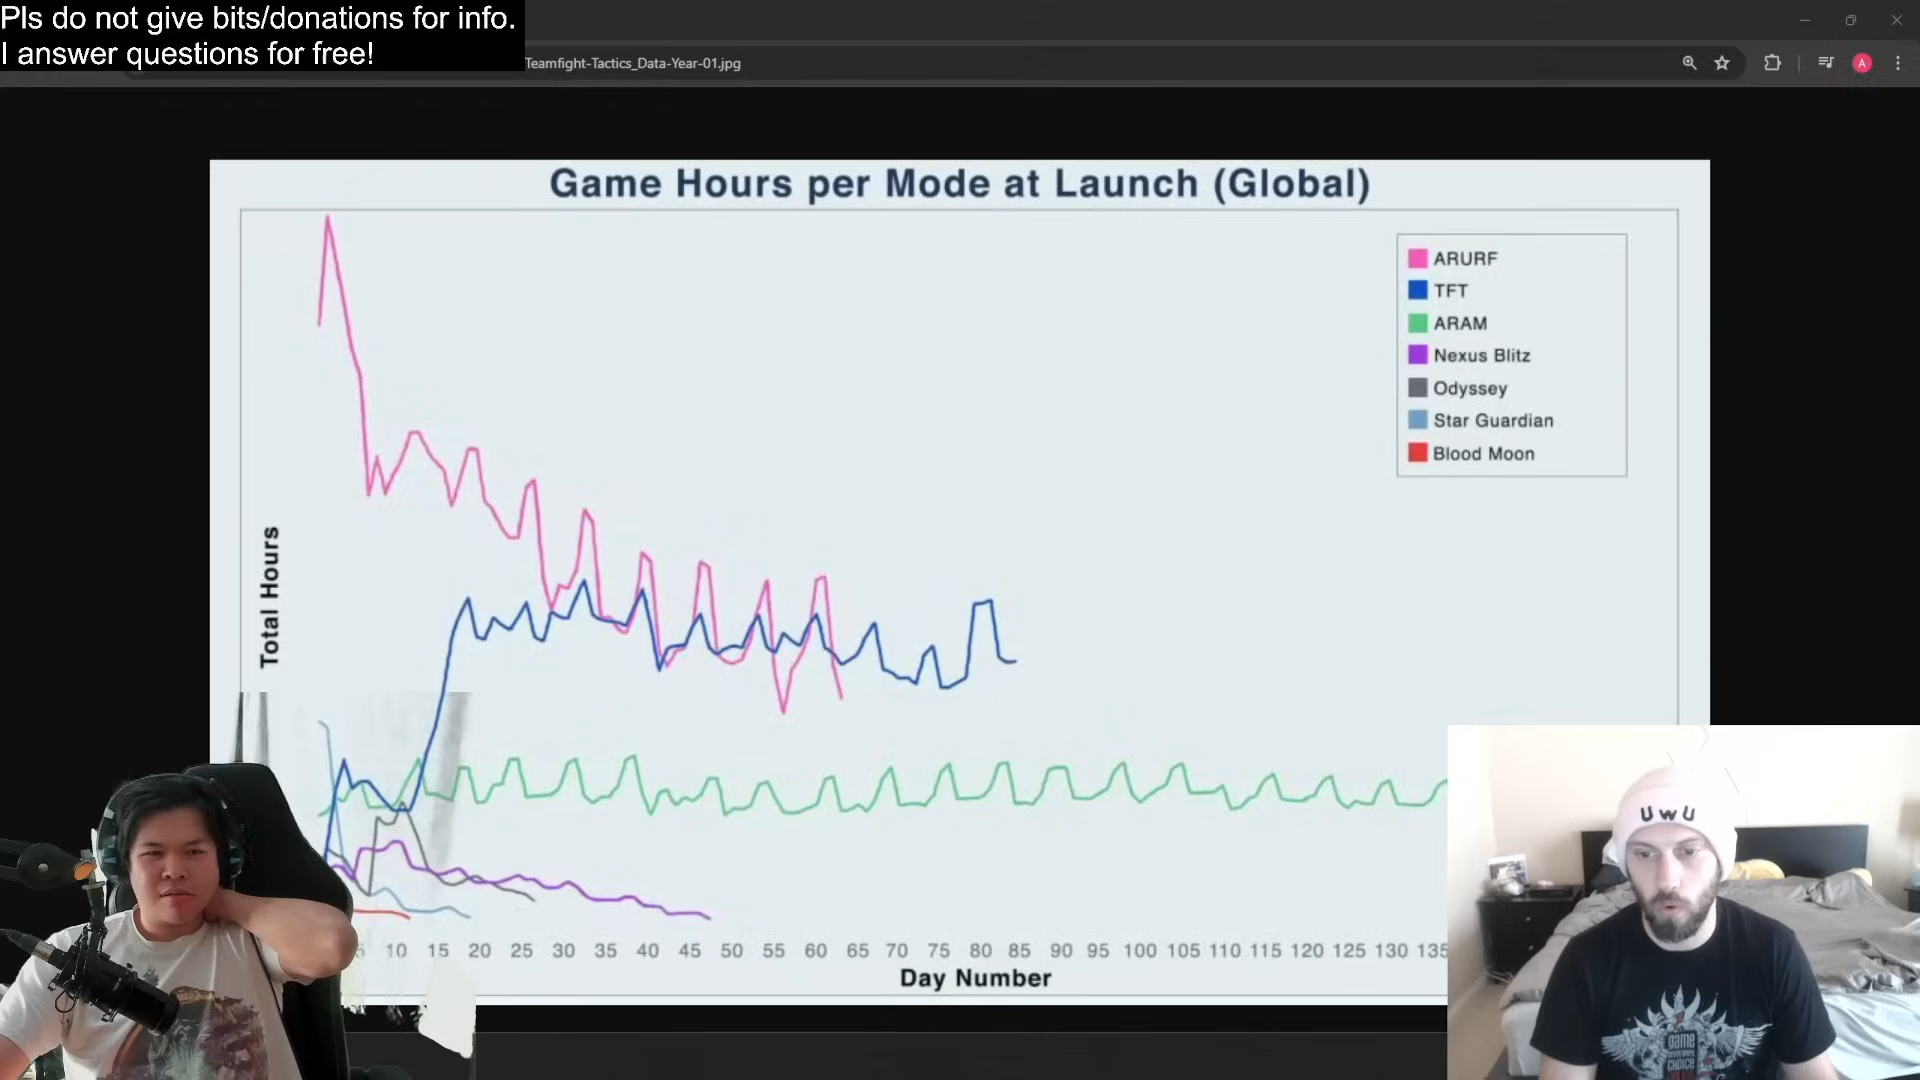 Pls do not give bits/donations for info.
I answer questions for free!
Teamfight-Tactics_Data-Year-01.jpg
A
Game Hours per Mode at Launch (Global)
ARURF
TFT
ARAM
Nexus Blitz
Odyssey
Star Guardian
Blood Moon
Total Hours
10 15 20 25 30 35 40 45 50 55 60 65 70 75 80 85 90 95 100 105 110 115 120 125 130 135
Day Number
UwU
game
CHOICE